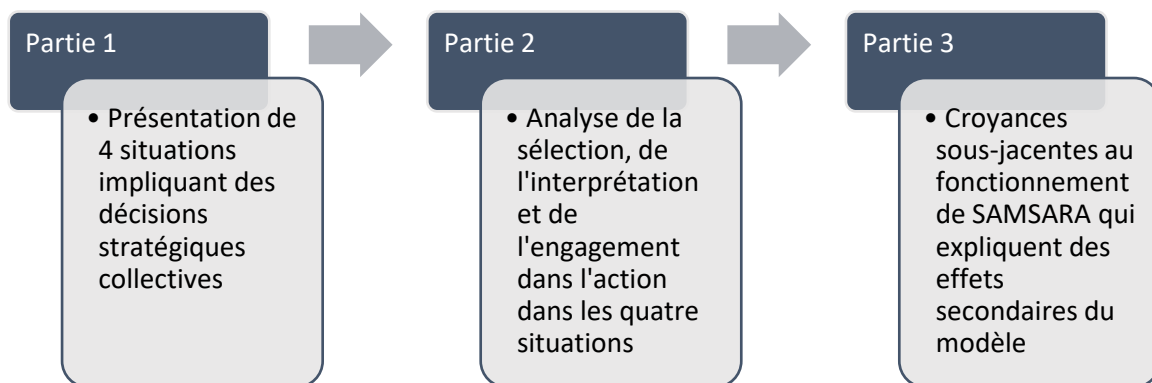 Partie 1
• Présentation de
4 situations
impliquant des
décisions
stratégiques
collectives
Partie 2
• Analyse de la
sélection, de
l'interprétation
et de
l'engagement
dans l'action
dans les quatre
situations
Partie 3
• Croyances
sous-jacentes au
fonctionnement
de SAMSARA qui
expliquent des
effets
secondaires du
modèle